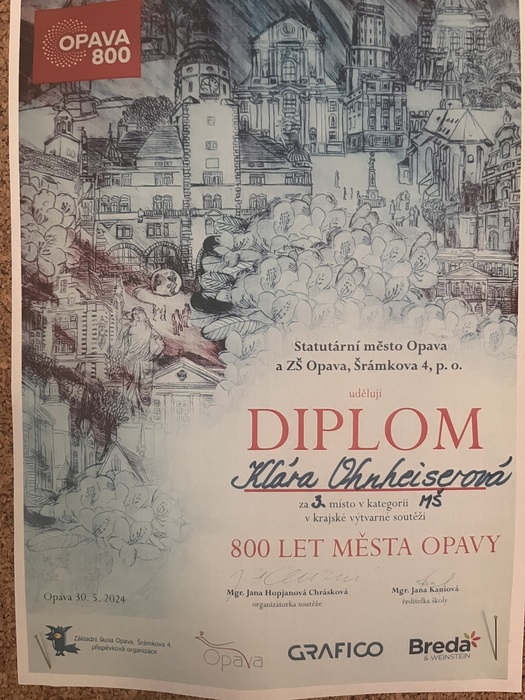 OPAVA
800
Statutární město Opava
a ZŠ Opava, Šrámkova 4, p. o.
udělují
DIPLOM
Klára Ohnheiserová
za 3. místo v kategorii MŠ
v krajské výtvarné soutěži
800 LET MĚSTA OPAVY
Mgr. Jana Hopjanová Chrásková
organizátorka soutěže
Mgr. Jana Kaniová
ředitelka školy
Opava 30. 5. 2024
Základní škola Opava, Šrámkova 4,
příspěvková organizace
Opava
GRAFICO
Breda
& WEINSTEIN